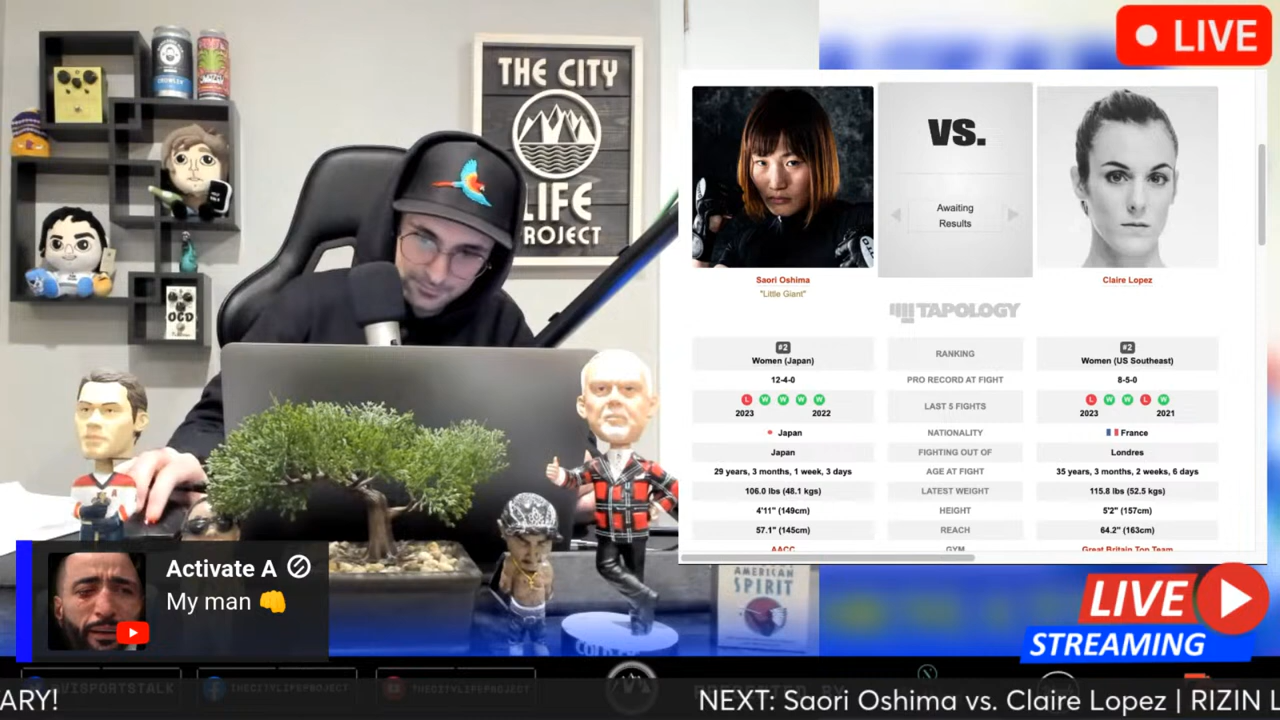 LIVE
THE CITY
LIFE
PROJECT
OCD
VS.
Awaiting
Results
Saori Oshima
"Little Giant"
Claire Lopez
TAPOLOGY
#2
Women (Japan)
RANKING
#2
Women (US Southeast)
12-4-0
PRO RECORD AT FIGHT
8-5-0
L W W W W
2023 2022
LAST 5 FIGHTS
L W W L W
2023 2021
Japan
NATIONALITY
France
Japan
FIGHTING OUT OF
Londres
29 years, 3 months, 1 week, 3 days
AGE AT FIGHT
35 years, 3 months, 2 weeks, 6 days
106.0 lbs (48.1 kgs)
LATEST WEIGHT
115.8 lbs (52.5 kgs)
4'11" (149cm)
HEIGHT
5'2" (157cm)
57.1" (145cm)
REACH
64.2" (163cm)
AACC
GYM
Great Britain Top Team
Activate A
My man 👊
AMERICAN
SPIRIT
LIVE
STREAMING
THECITYLIFEPROJECT
THECITYLIFEPROJECT
ARY!
NEXT: Saori Oshima vs. Claire Lopez | RIZIN L